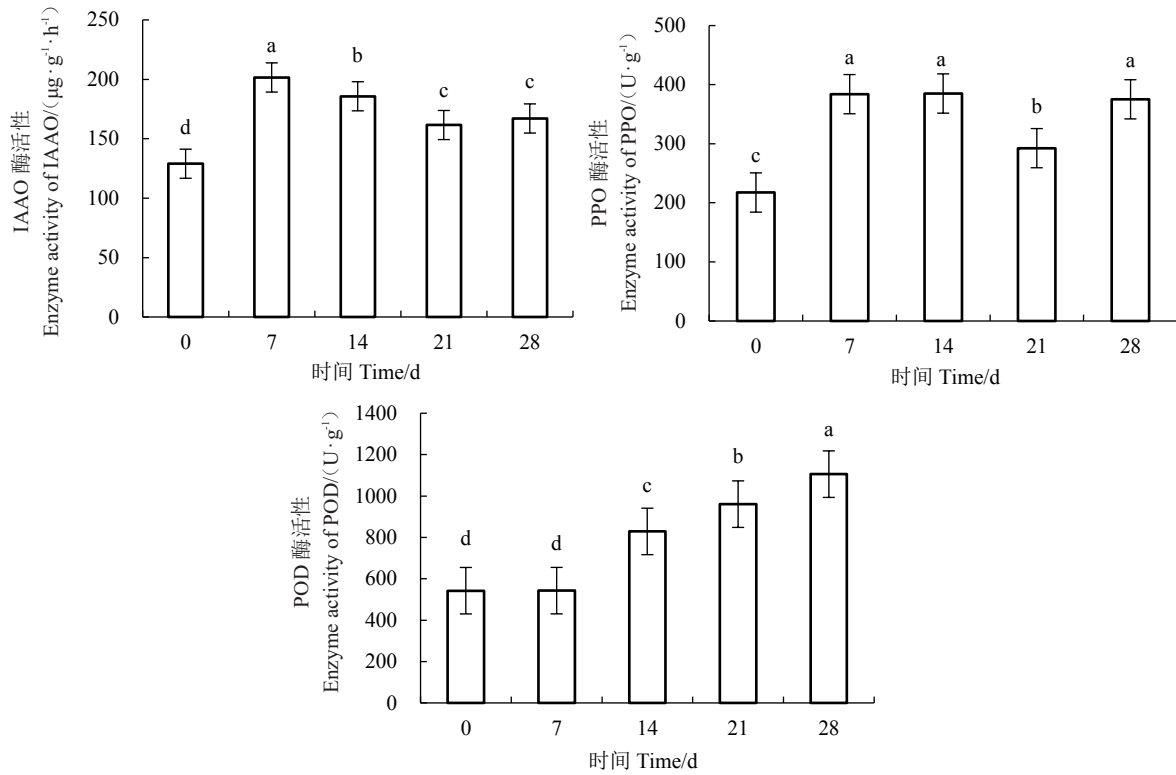 IAAO 酶活性
Enzyme activity of IAAO/(μg·g⁻¹·h⁻¹)
250
200
150
100
50
0
d
a
b
c
c
0 7 14 21 28
时间 Time/d
PPO 酶活性
Enzyme activity of PPO/(U·g⁻¹)
500
400
300
200
100
0
c
a
a
b
a
0 7 14 21 28
时间 Time/d
POD 酶活性
Enzyme activity of POD/(U·g⁻¹)
1400
1200
1000
800
600
400
200
0
d
d
c
b
a
0 7 14 21 28
时间 Time/d